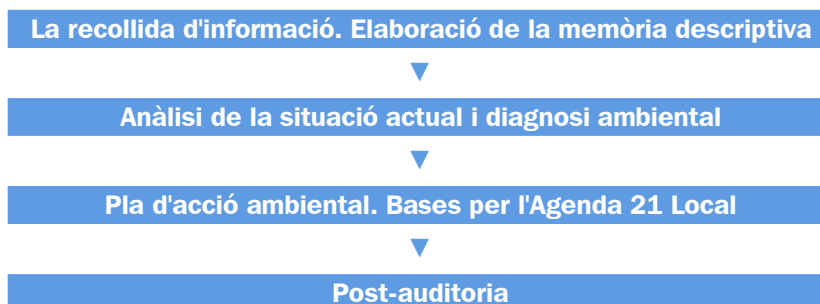 La recollida d'informació. Elaboració de la memòria descriptiva
Anàlisi de la situació actual i diagnosi ambiental
Pla d'acció ambiental. Bases per l'Agenda 21 Local
Post-auditoria